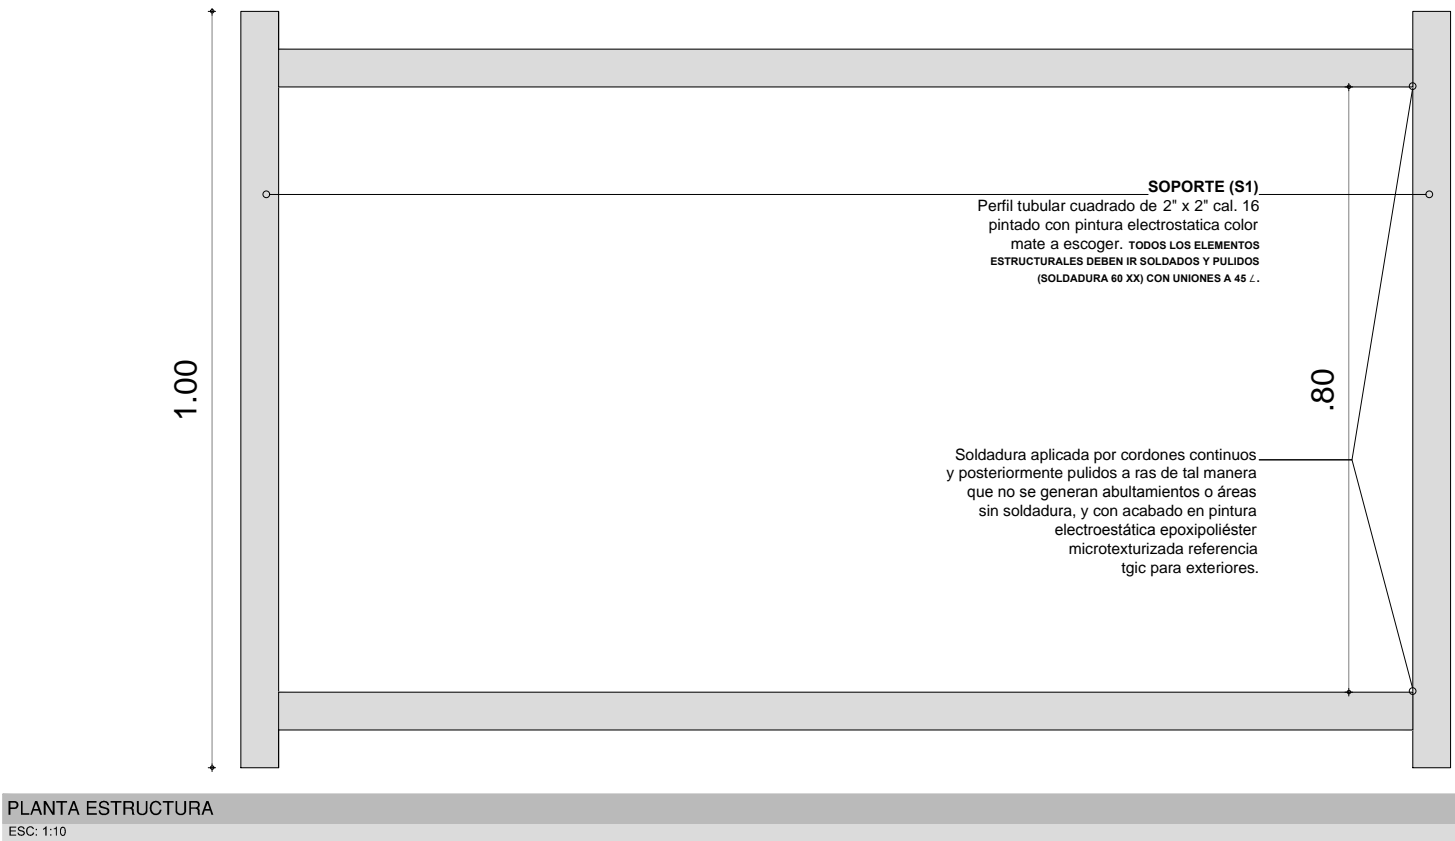 SOPORTE (S1)
Perfil tubular cuadrado de 2" x 2" cal. 16
pintado con pintura electrostatica color
mate a escoger. TODOS LOS ELEMENTOS
ESTRUCTURALES DEBEN IR SOLDADOS Y PULIDOS
(SOLDADURA 60 XX) CON UNIONES A 45 ∠.
1.00
.80
Soldadura aplicada por cordones continuos
y posteriormente pulidos a ras de tal manera
que no se generan abultamientos o áreas
sin soldadura, y con acabado en pintura
electroestática epoxipoliéster
microtexturizada referencia
tgic para exteriores.
PLANTA ESTRUCTURA
ESC: 1:10